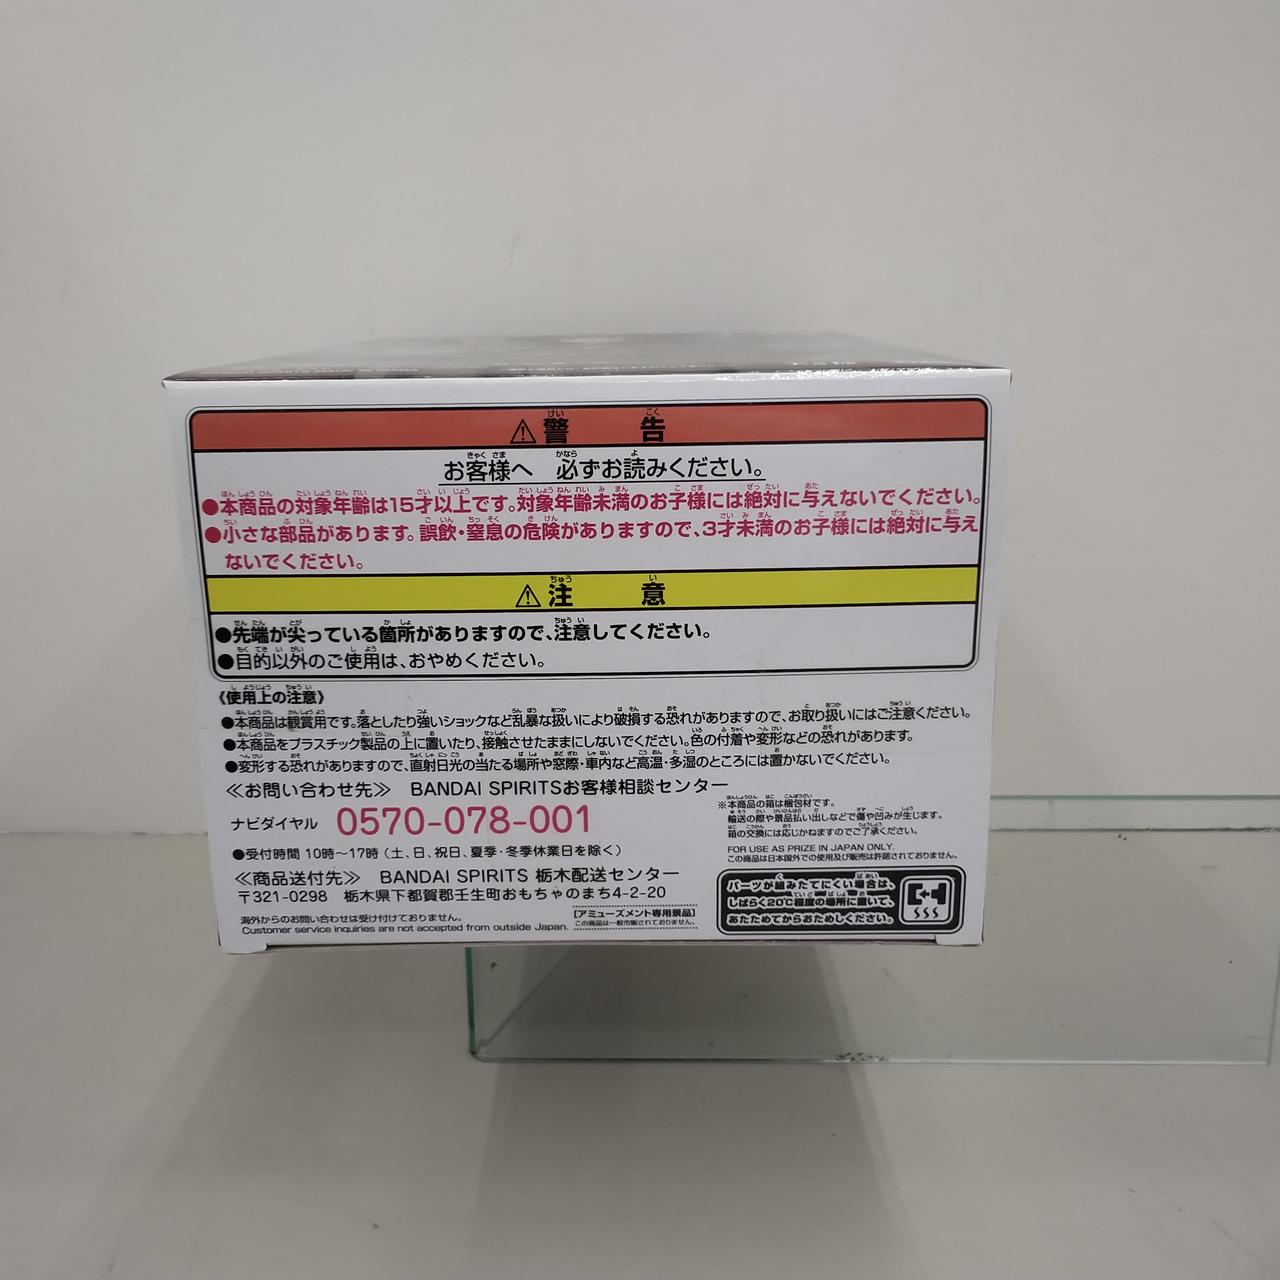 ⚠警告
お客様へ 必ずお読みください。
●本商品の対象年齢は15才以上です。対象年齢未満のお子様には絶対に与えないでください。
●小さな部品があります。誤飲・窒息の危険がありますので、3才未満のお子様には絶対に与え
ないでください。
⚠注意
●先端が尖っている箇所がありますので、注意してください。
●目的以外のご使用は、おやめください。
《使用上の注意》
●本商品は観賞用です。落としたり強いショックなど乱暴な扱いにより破損する恐れがありますので、お取り扱いにはご注意ください。
●本商品をプラスチック製品の上に置いたり、接触させたままにしないでください。色の付着や変形などの恐れがあります。
●変形する恐れがありますので、直射日光の当たる場所や窓際・車内など高温・多湿のところには置かないでください。
≪お問い合わせ先≫ BANDAI SPIRITSお客様相談センター
ナビダイヤル 0570-078-001
●受付時間 10時～17時（土、日、祝日、夏季・冬季休業日を除く）
≪商品送付先≫ BANDAI SPIRITS 栃木配送センター
〒321-0298 栃木県下都賀郡壬生町おもちゃのまち4-2-20
海外からのお問い合わせは受け付けておりません。
Customer service inquiries are not accepted from outside Japan.
【アミューズメント専用景品】
この商品は一般市販されておりません。
※本商品の箱は梱包材です。
輸送の際や景品払い出しなどで傷や凹みが生じます。
箱の交換には応じかねますのでご了承ください。
FOR USE AS PRIZE IN JAPAN ONLY.
この商品は日本国外での使用及び販売は許諾されておりません。
パーツが組みたてにくい場合は、
しばらく20℃程度の場所に置いて、
あたためてからおためしください。